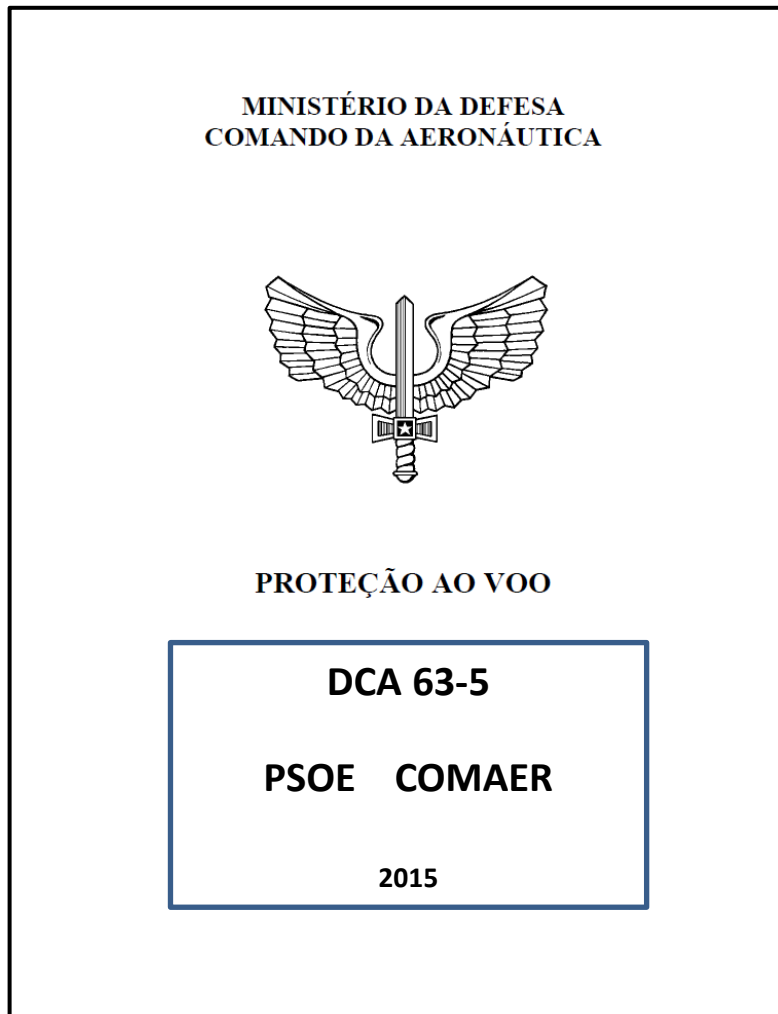 MINISTÉRIO DA DEFESA
COMANDO DA AERONÁUTICA
PROTEÇÃO AO VOO
DCA 63-5
PSOE COMAER
2015